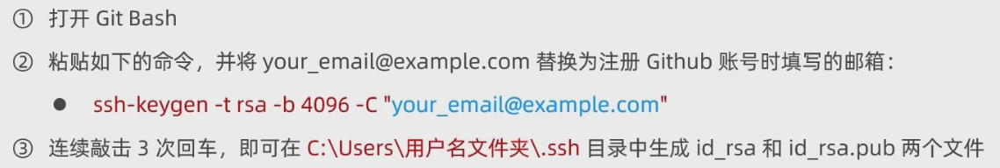 ① 打开 Git Bash
② 粘贴如下的命令，并将 your_email@example.com 替换为注册 Github 账号时填写的邮箱：
● ssh-keygen -t rsa -b 4096 -C "your_email@example.com"
③ 连续敲击 3 次回车，即可在 C:\Users\用户名文件夹\.ssh 目录中生成 id_rsa 和 id_rsa.pub 两个文件